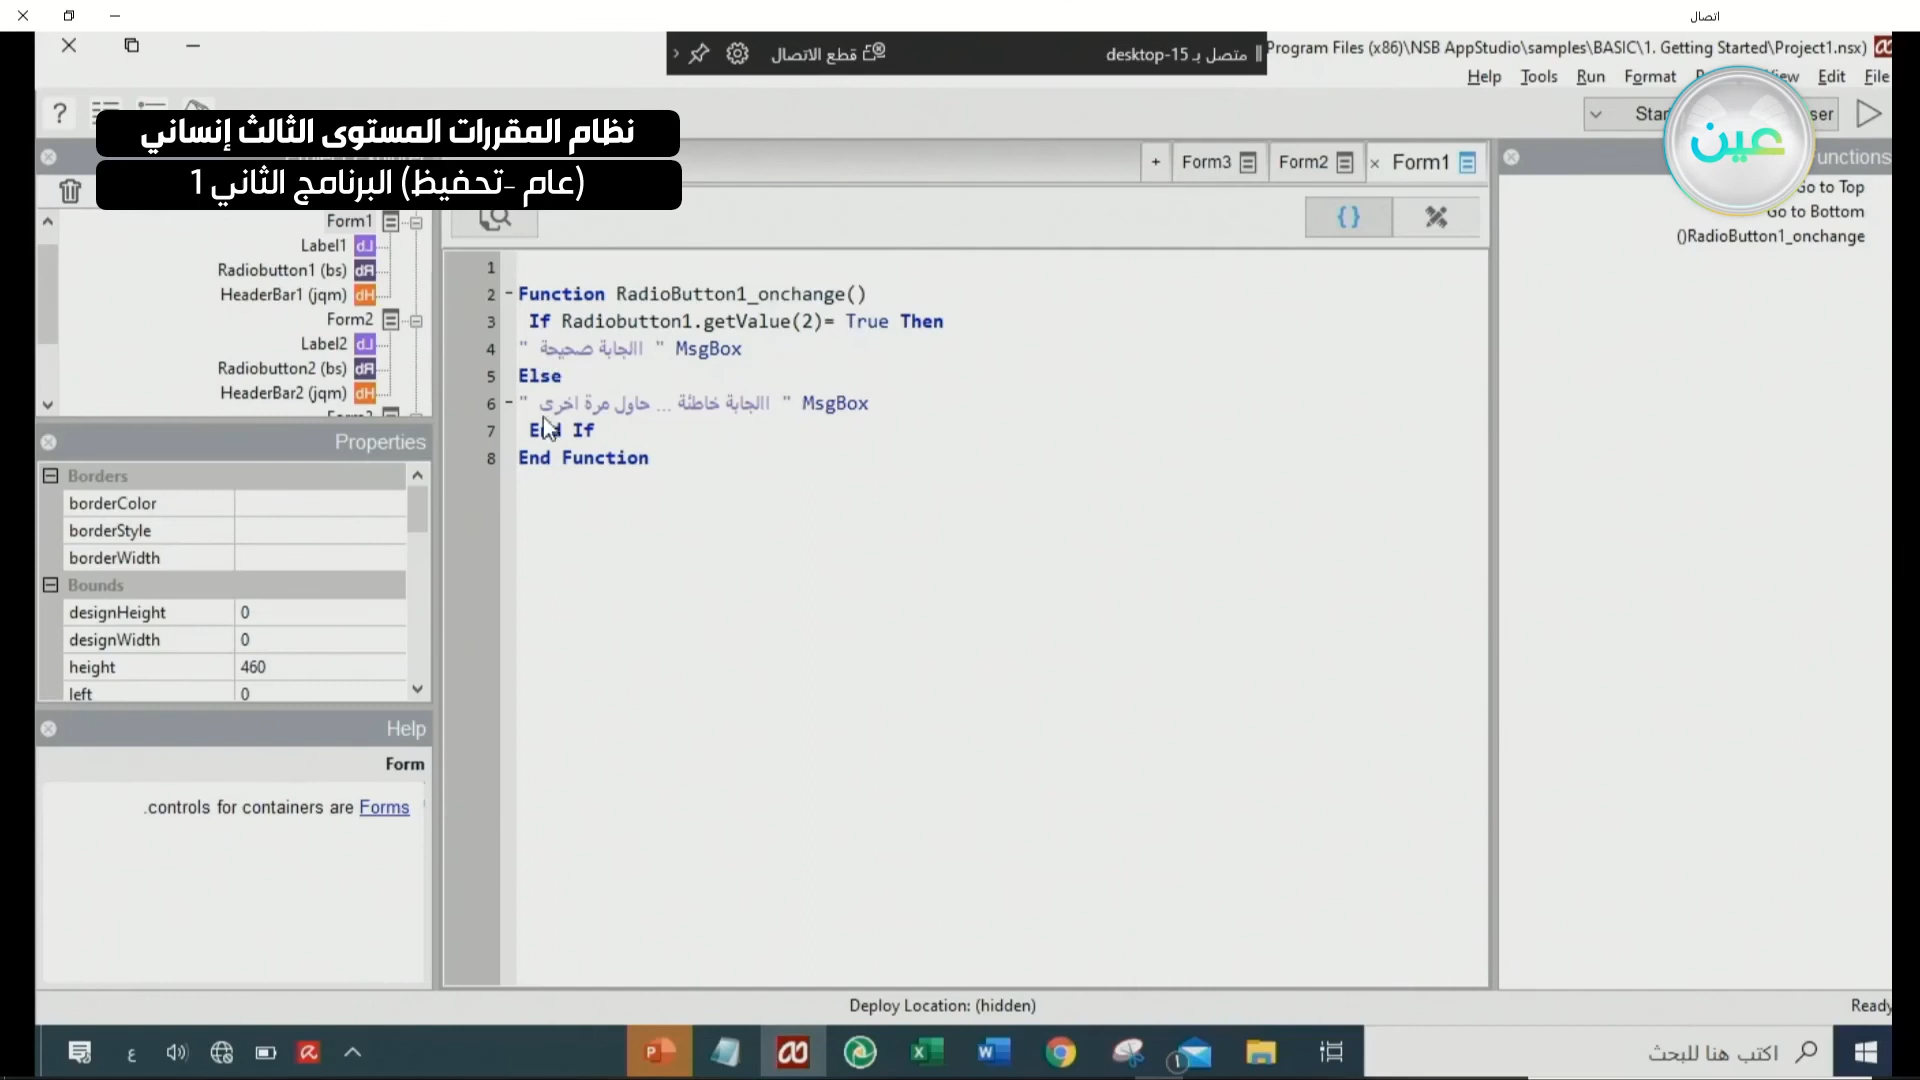 اتصال
Program Files (x86)\NSB AppStudio\samples\BASIC\1. Getting Started\Project1.nsx)
متصل بـ desktop-15
قطع الاتصال
Help Tools Run Format Edit File
نظام المقررات المستوى الثالث إنساني
(عام -تحفيظ) البرنامج الثاني 1
عين
+ Form3 Form2 × Form1
Go to Top
Go to Bottom
()RadioButton1_onchange
Form1
Label1
Radiobutton1 (bs)
HeaderBar1 (jqm)
Form2
Label2
Radiobutton2 (bs)
HeaderBar2 (jqm)
1
2 Function RadioButton1_onchange()
3 If Radiobutton1.getValue(2)= True Then
4 " االجابة صحيحة " MsgBox
5 Else
6 " االجابة خاطئة ... حاول مرة اخرى " MsgBox
7 End If
8 End Function
Properties
Borders
borderColor
borderStyle
borderWidth
Bounds
designHeight 0
designWidth 0
height 460
left 0
Help
Form
.controls for containers are Forms
Deploy Location: (hidden)
Ready
اكتب هنا للبحث
ع